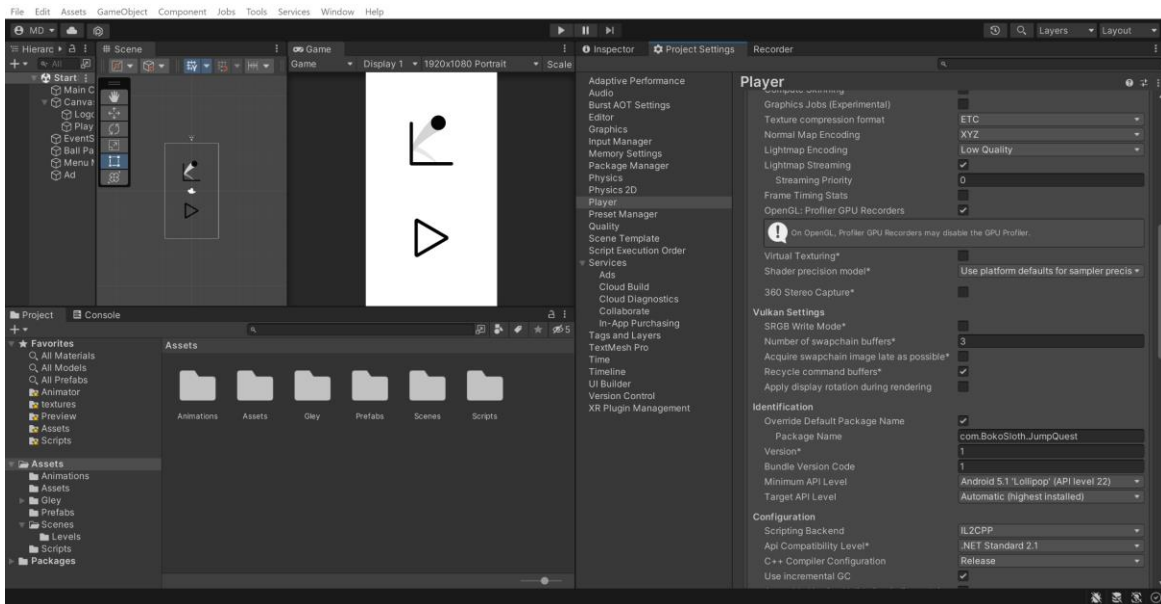 File Edit Assets GameObject Component Jobs Tools Services Window Help
MD
Layers
Layout
Hierarc
Scene
Game
Inspector
Project Settings
Recorder
All
Game
Display 1
1920x1080 Portrait
Scale
Start
Main C
Canva
Logo
Play
EventS
Ball Pa
Menu
Ad
Adaptive Performance
Audio
Burst AOT Settings
Editor
Graphics
Input Manager
Memory Settings
Package Manager
Physics
Physics 2D
Player
Preset Manager
Quality
Scene Template
Script Execution Order
Services
Ads
Cloud Build
Cloud Diagnostics
Collaborate
In-App Purchasing
Tags and Layers
TextMesh Pro
Time
Timeline
UI Builder
Version Control
XR Plugin Management
Player
Compute Skinning
Graphics Jobs (Experimental)
Texture compression format ETC
Normal Map Encoding XYZ
Lightmap Encoding Low Quality
Lightmap Streaming
Streaming Priority 0
Frame Timing Stats
OpenGL: Profiler GPU Recorders
On OpenGL, Profiler GPU Recorders may disable the GPU Profiler.
Virtual Texturing*
Shader precision model* Use platform defaults for sampler precis
360 Stereo Capture*
Vulkan Settings
SRGB Write Mode*
Number of swapchain buffers* 3
Acquire swapchain image late as possible*
Recycle command buffers*
Apply display rotation during rendering
Identification
Override Default Package Name
Package Name com.BokoSloth.JumpQuest
Version* 1
Bundle Version Code 1
Minimum API Level Android 5.1 'Lollipop' (API level 22)
Target API Level Automatic (highest installed)
Configuration
Scripting Backend IL2CPP
Api Compatibility Level* .NET Standard 2.1
C++ Compiler Configuration Release
Use incremental GC
Project
Console
5
Favorites
All Materials
All Models
All Prefabs
Animator
textures
Preview
Assets
Scripts
Assets
Animations
Assets
Gley
Prefabs
Scenes
Levels
Scripts
Packages
Assets
Animations Assets Gley Prefabs Scenes Scripts